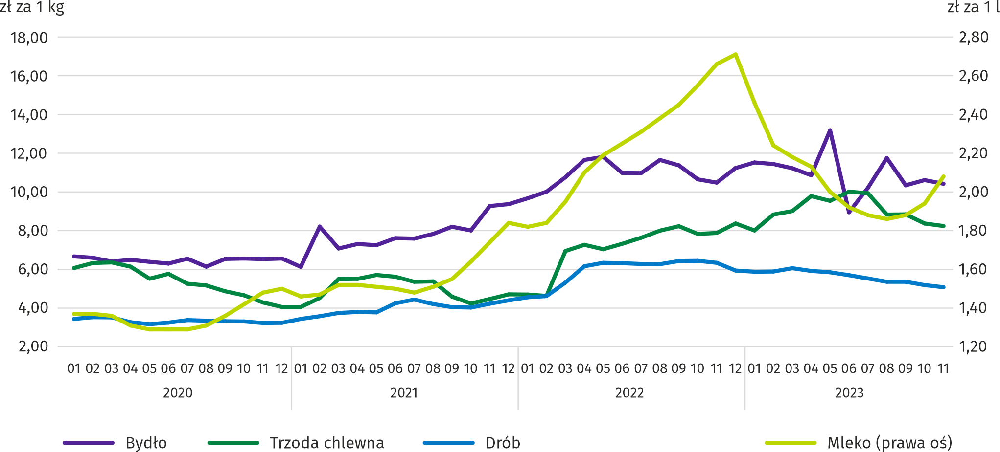 zł za 1 kg zł za 1 l
18,00 2,80
16,00 2,60
14,00 2,40
12,00 2,20
10,00 2,00
8,00 1,80
6,00 1,60
4,00 1,40
2,00 1,20
01 02 03 04 05 06 07 08 09 10 11 12 01 02 03 04 05 06 07 08 09 10 11 12 01 02 03 04 05 06 07 08 09 10 11 12 01 02 03 04 05 06 07 08 09 10 11
2020 2021 2022 2023
Bydło Trzoda chlewna Drób Mleko (prawa oś)